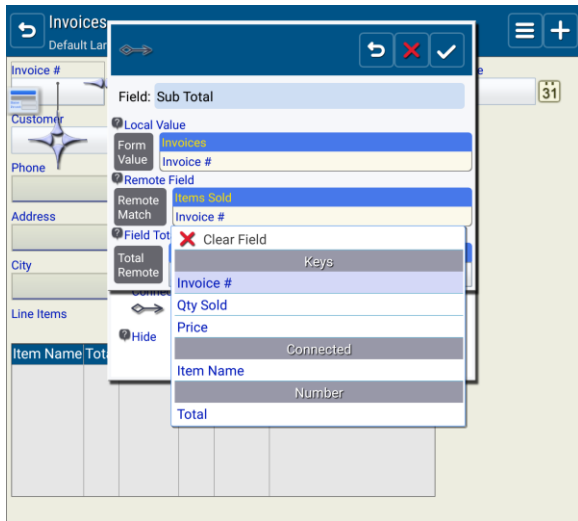 Invoices
Default Lar
Invoice #
e
31
Field: Sub Total
Customer
Local Value
Form Value
Invoices
Invoice #
Phone
Remote Field
Remote Match
Items Sold
Invoice #
Address
Field Tot
Total Remote
Clear Field
Keys
Invoice #
Qty Sold
Price
Connected
Item Name
Number
Total
City
Hide
Line Items
Item Name
Tot